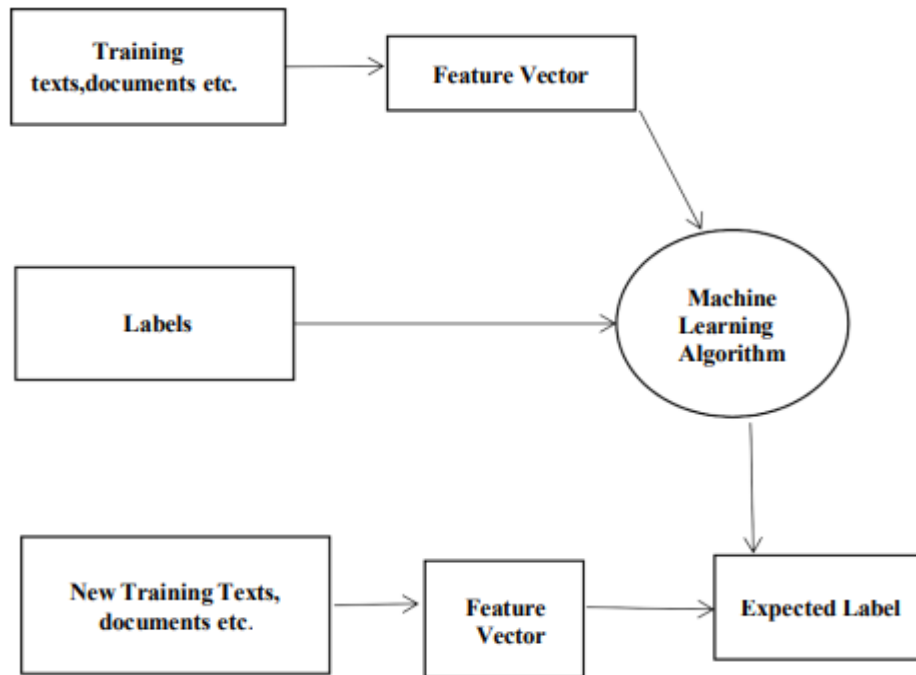 Training
texts,documents etc.
Feature Vector
Labels
Machine
Learning
Algorithm
New Training Texts,
documents etc.
Feature
Vector
Expected Label